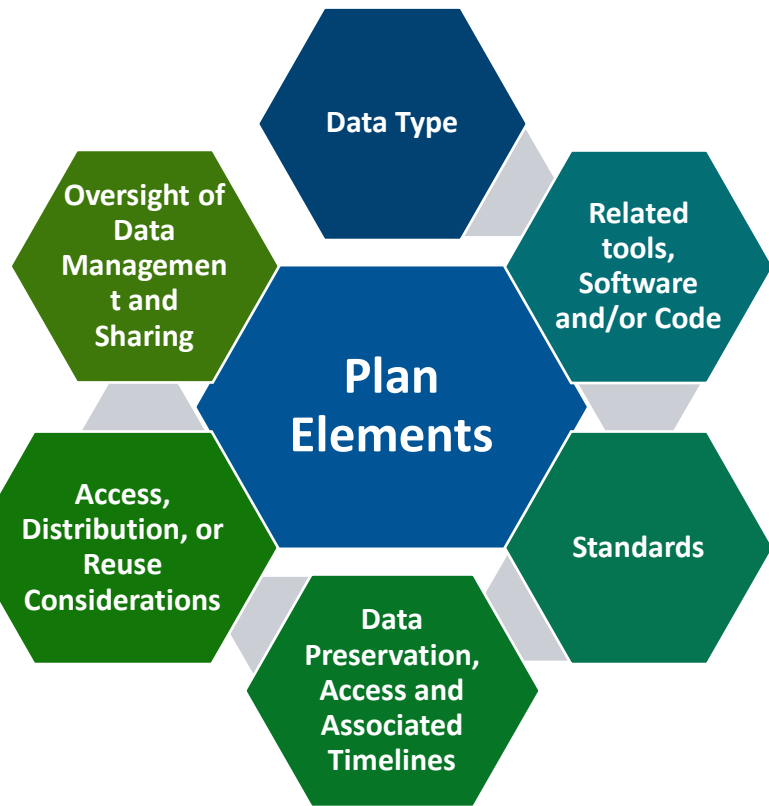 Data Type
Related
tools,
Software
and/or Code
Standards
Data
Preservation,
Access and
Associated
Timelines
Access,
Distribution, or
Reuse
Considerations
Oversight of
Data
Managemen
t and
Sharing
Plan
Elements